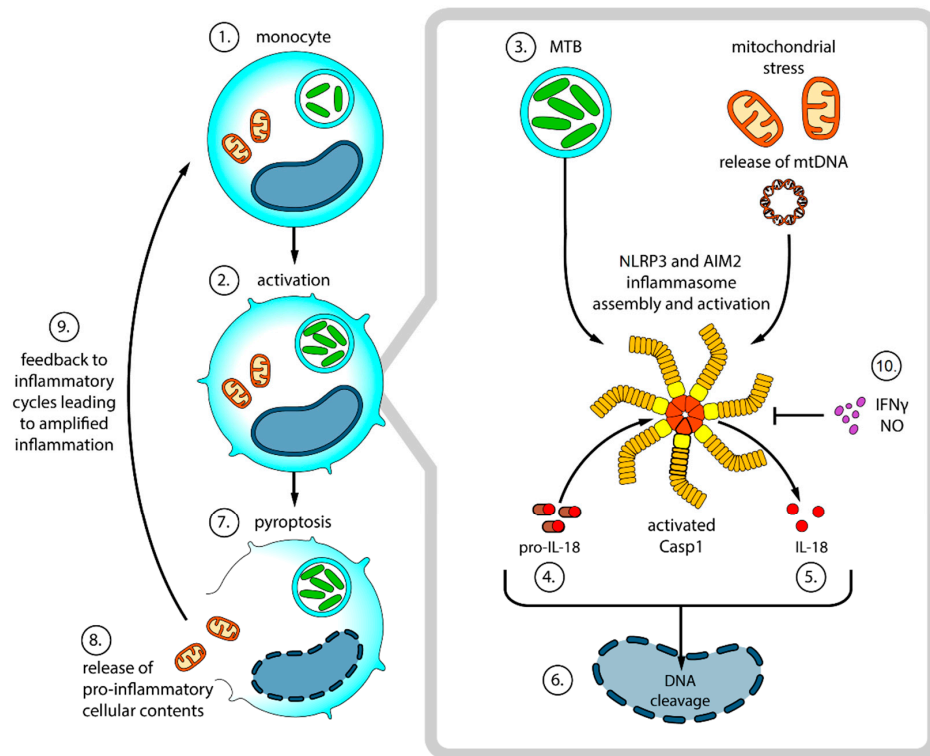 1.
monocyte
2.
activation
9.
feedback to
inflammatory
cycles leading
to amplified
inflammation
7.
pyroptosis
8.
release of
pro-inflammatory
cellular contents
3.
MTB
mitochondrial
stress
release of mtDNA
NLRP3 and AIM2
inflammasome
assembly and activation
10.
IFNγ
NO
pro-IL-18
4.
activated
Casp1
IL-18
5.
6.
DNA
cleavage